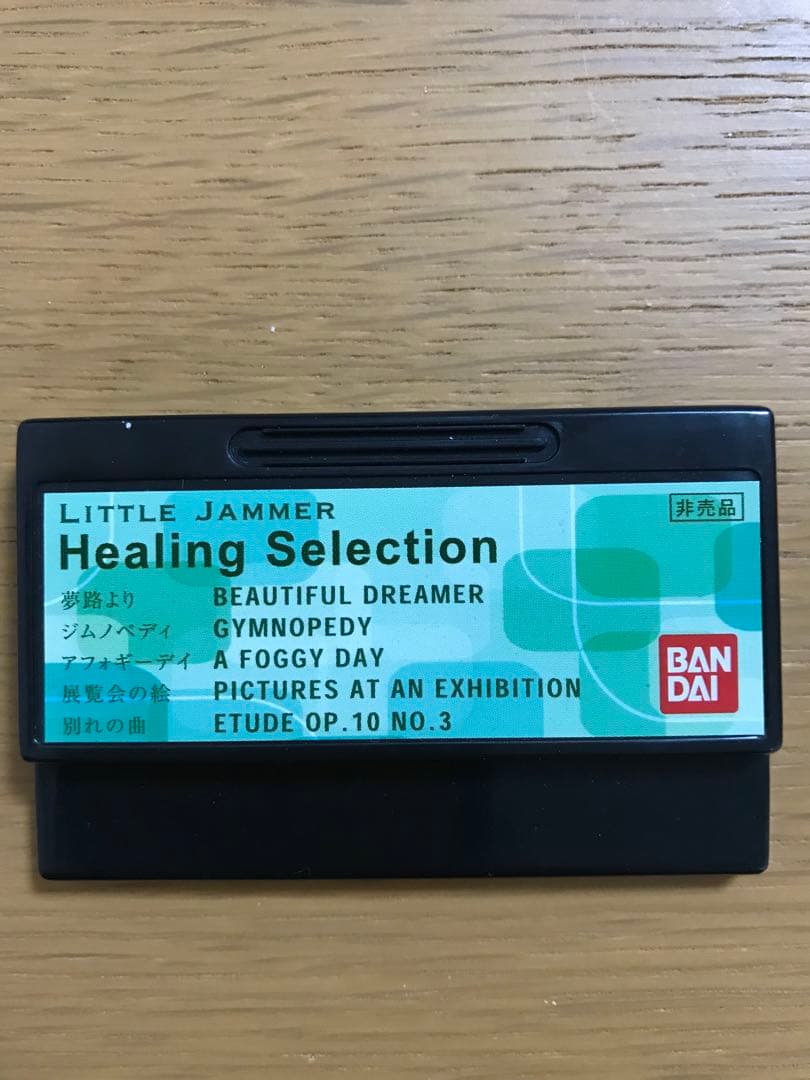 LITTLE JAMMER
非売品
Healing Selection
夢路より BEAUTIFUL DREAMER
ジムノペディ GYMNOPEDY
アフォギーデイ A FOGGY DAY
展覧会の絵 PICTURES AT AN EXHIBITION
別れの曲 ETUDE OP.10 NO.3
BAN
DAI